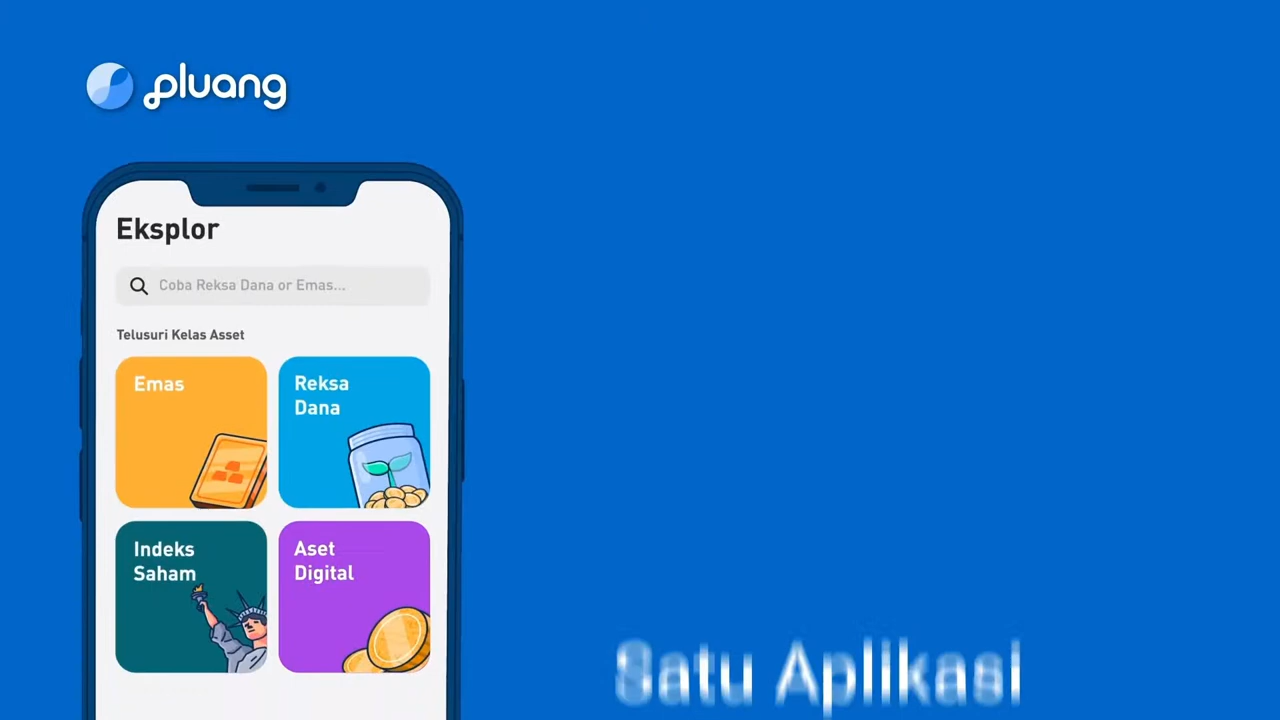 pluang
Eksplor
Coba Reksa Dana or Emas...
Telusuri Kelas Asset
Emas
Reksa
Dana
Indeks
Saham
Aset
Digital
Satu Aplikasi